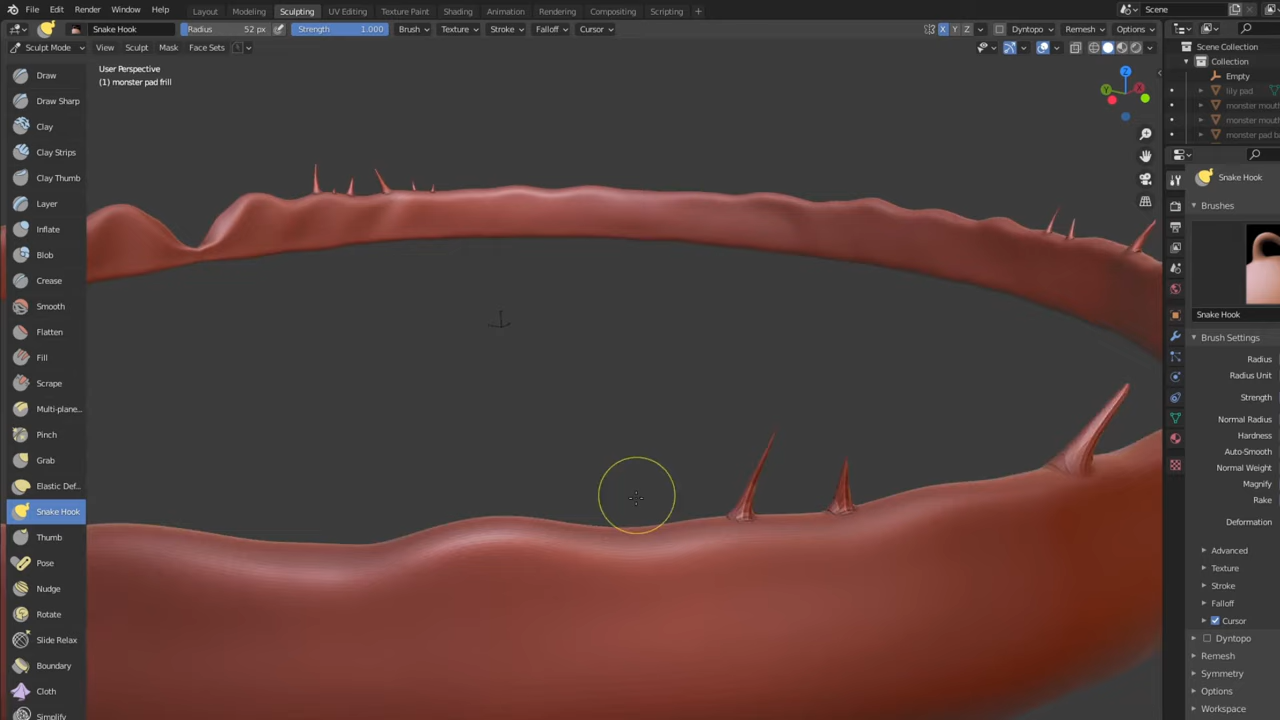 File Edit Render Window Help Layout Modeling Sculpting UV Editing Texture Paint Shading Animation Rendering Compositing Scripting + Scene
Snake Hook Radius 52 px Strength 1.000 Brush Texture Stroke Falloff Cursor X Y Z Dyntopo Remesh Options
Sculpt Mode View Sculpt Mask Face Sets
User Perspective
(1) monster pad frill
Draw
Draw Sharp
Clay
Clay Strips
Clay Thumb
Layer
Inflate
Blob
Crease
Smooth
Flatten
Fill
Scrape
Multi-plane...
Pinch
Grab
Elastic Def...
Snake Hook
Thumb
Pose
Nudge
Rotate
Slide Relax
Boundary
Cloth
Simplify
Z
Y
X
Scene Collection
Collection
Empty
lily pad
monster mout
monster mout
monster pad b
Snake Hook
Brushes
Snake Hook
Brush Settings
Radius
Radius Unit
Strength
Normal Radius
Hardness
Auto-Smooth
Normal Weight
Magnify
Rake
Deformation
Advanced
Texture
Stroke
Falloff
Cursor
Dyntopo
Remesh
Symmetry
Options
Workspace